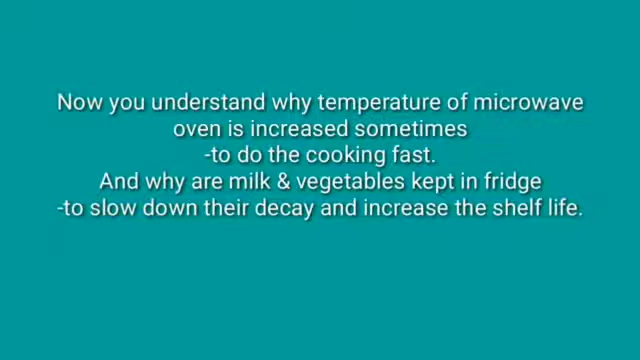 Now you understand why temperature of microwave
oven is increased sometimes
-to do the cooking fast.
And why are milk & vegetables kept in fridge
-to slow down their decay and increase the shelf life.